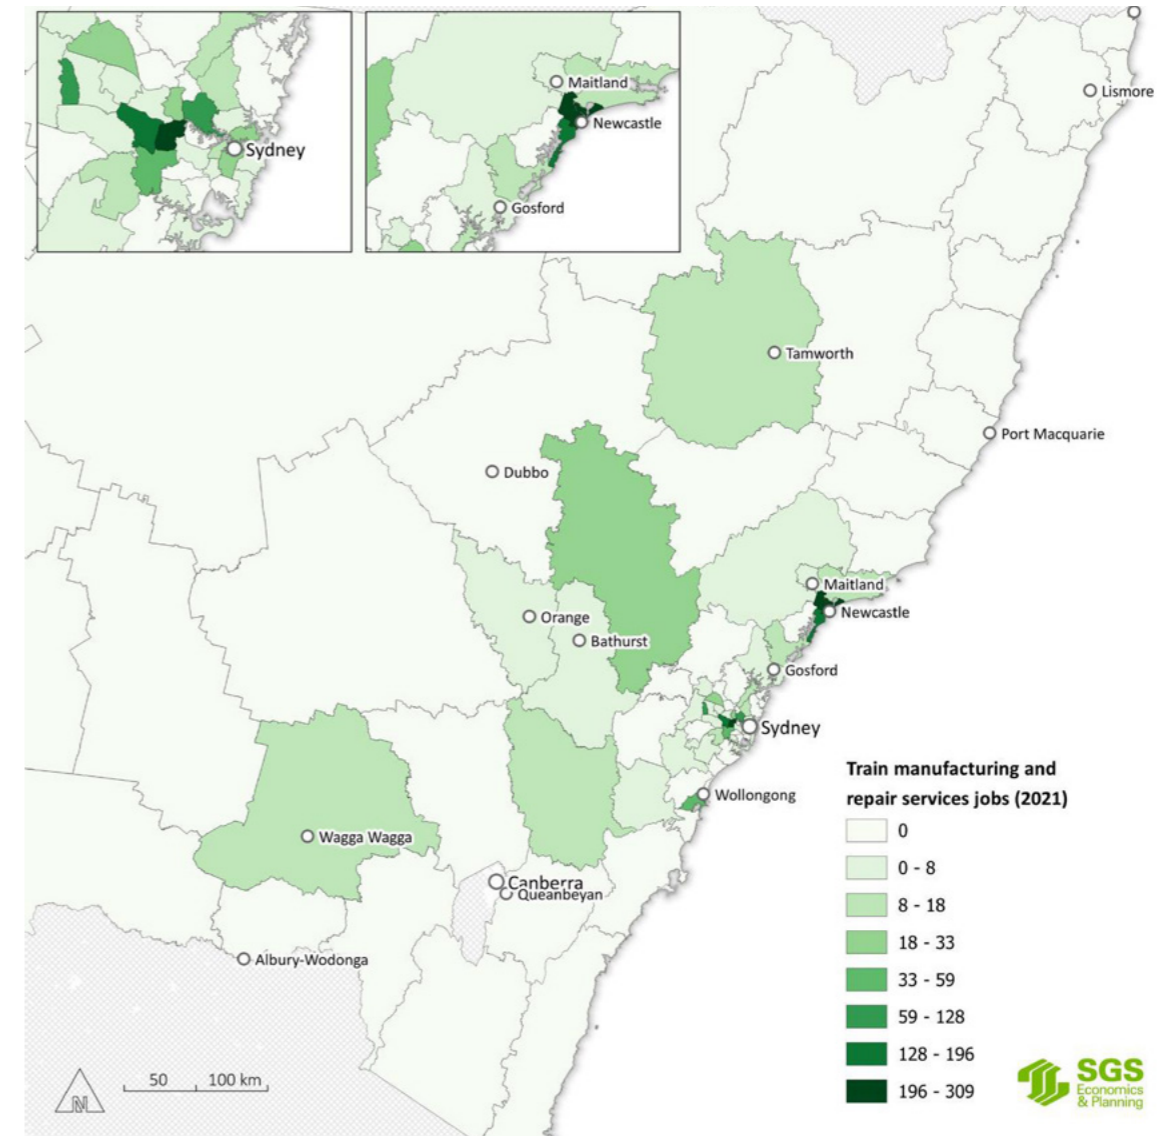 Sydney
Maitland
Newcastle
Gosford
Lismore
Tamworth
Port Macquarie
Dubbo
Maitland
Newcastle
Orange
Bathurst
Gosford
Sydney
Wollongong
Wagga Wagga
Canberra
Queanbeyan
Albury-Wodonga
Train manufacturing and
repair services jobs (2021)
0
0 - 8
8 - 18
18 - 33
33 - 59
59 - 128
128 - 196
196 - 309
N
50 100 km
SGS
Economics
& Planning